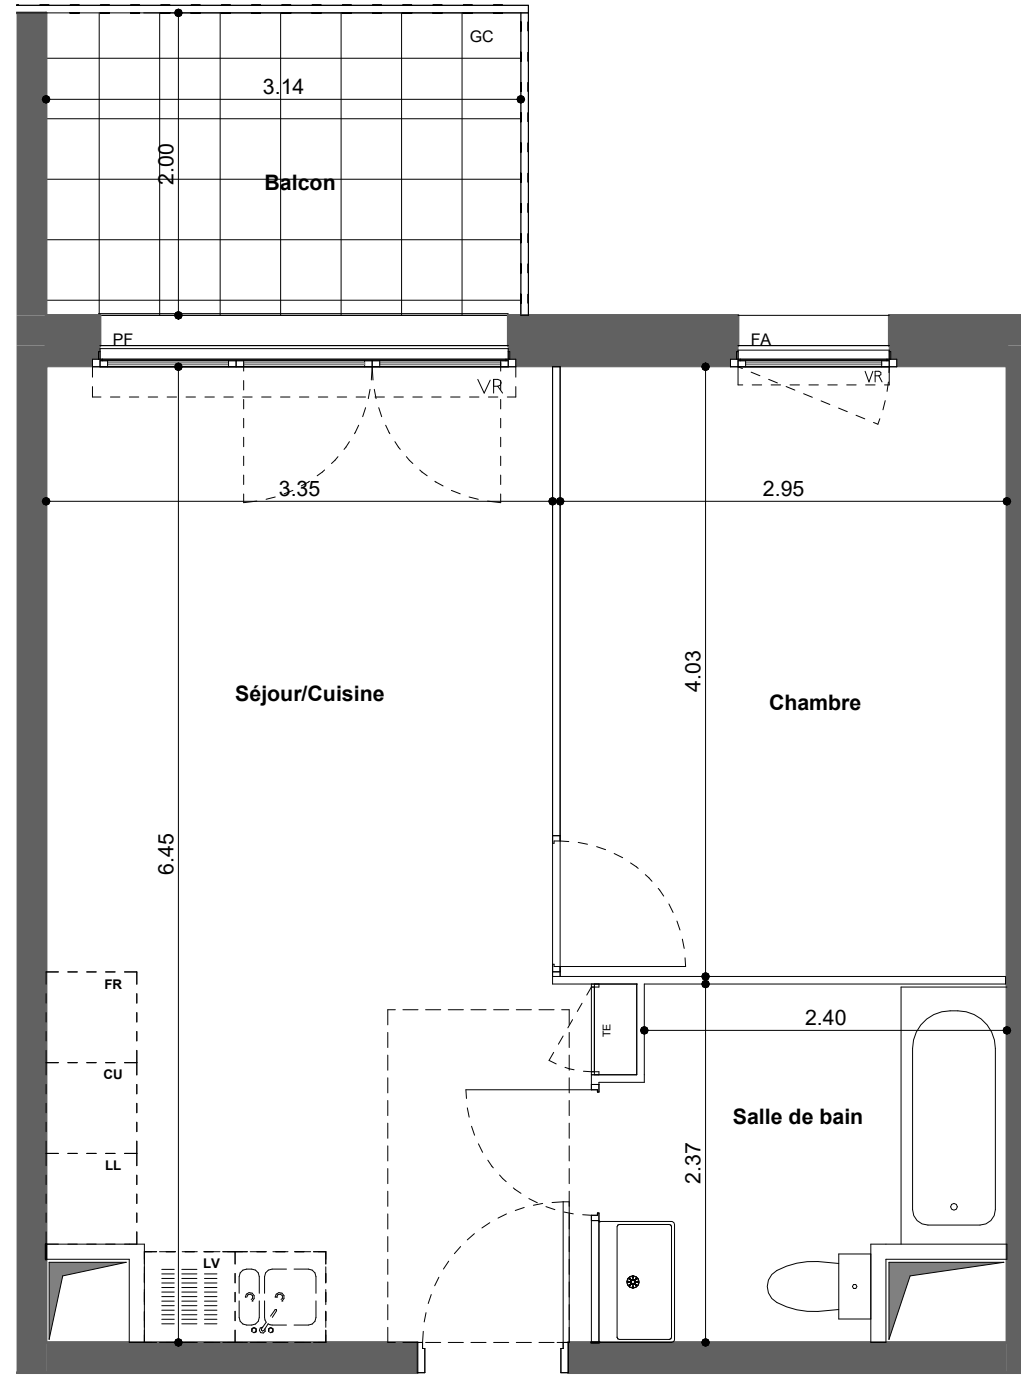 GC
3.14
2.00
Balcon
PF
FA
VR
VR
3.35
2.95
4.03
Séjour/Cuisine
Chambre
6.45
FR
CU
LL
LV
TE
2.40
Salle de bain
2.37